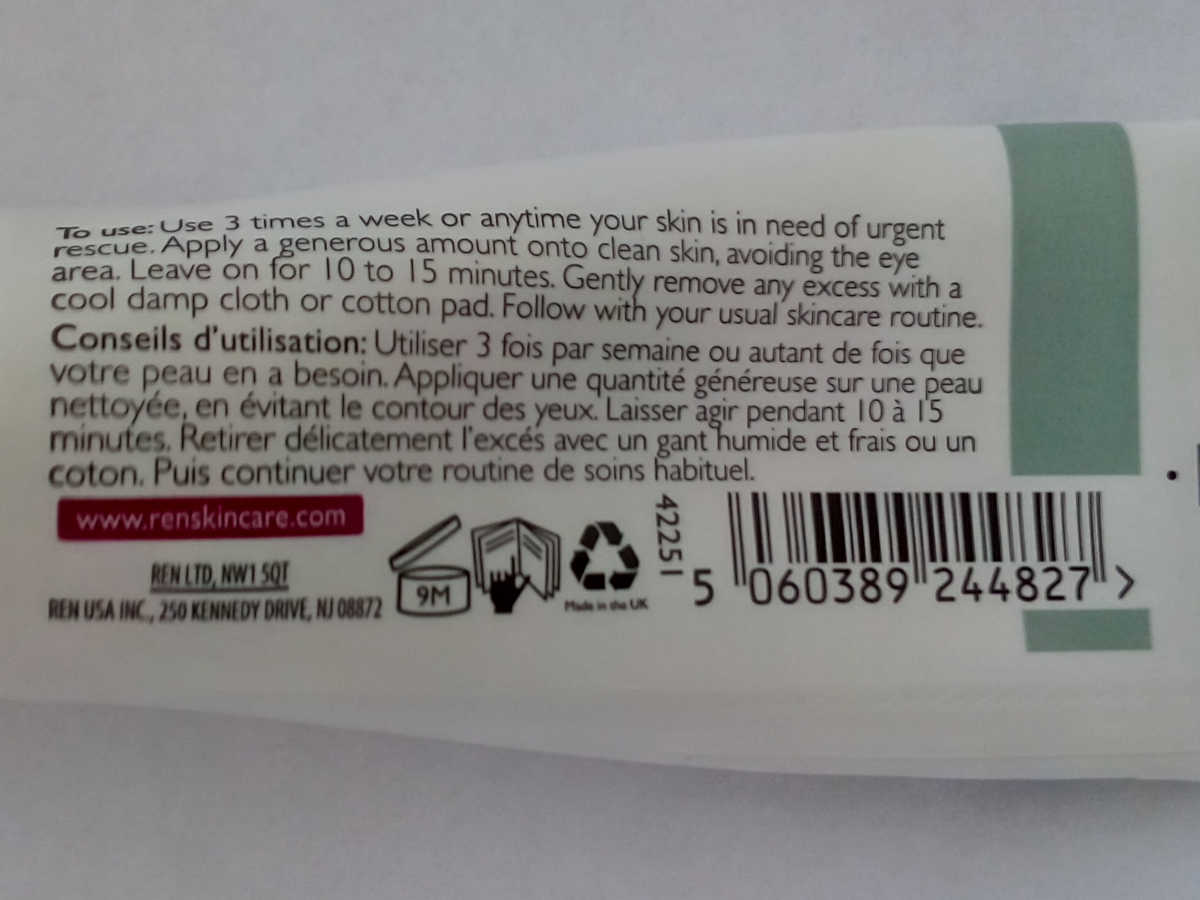 To use: Use 3 times a week or anytime your skin is in need of urgent
rescue. Apply a generous amount onto clean skin, avoiding the eye
area. Leave on for 10 to 15 minutes. Gently remove any excess with a
cool damp cloth or cotton pad. Follow with your usual skincare routine.
Conseils d'utilisation: Utiliser 3 fois par semaine ou autant de fois que
votre peau en a besoin. Appliquer une quantité généreuse sur une peau
nettoyée, en évitant le contour des yeux. Laisser agir pendant 10 à 15
minutes. Retirer délicatement l'excés avec un gant humide et frais ou un
coton. Puis continuer votre routine de soins habituel.
www.renskincare.com
REN LTD, NW1 5QT
REN USA INC., 250 KENNEDY DRIVE, NJ 08872
9M
Made in the UK
42251
5 060389 244827 >